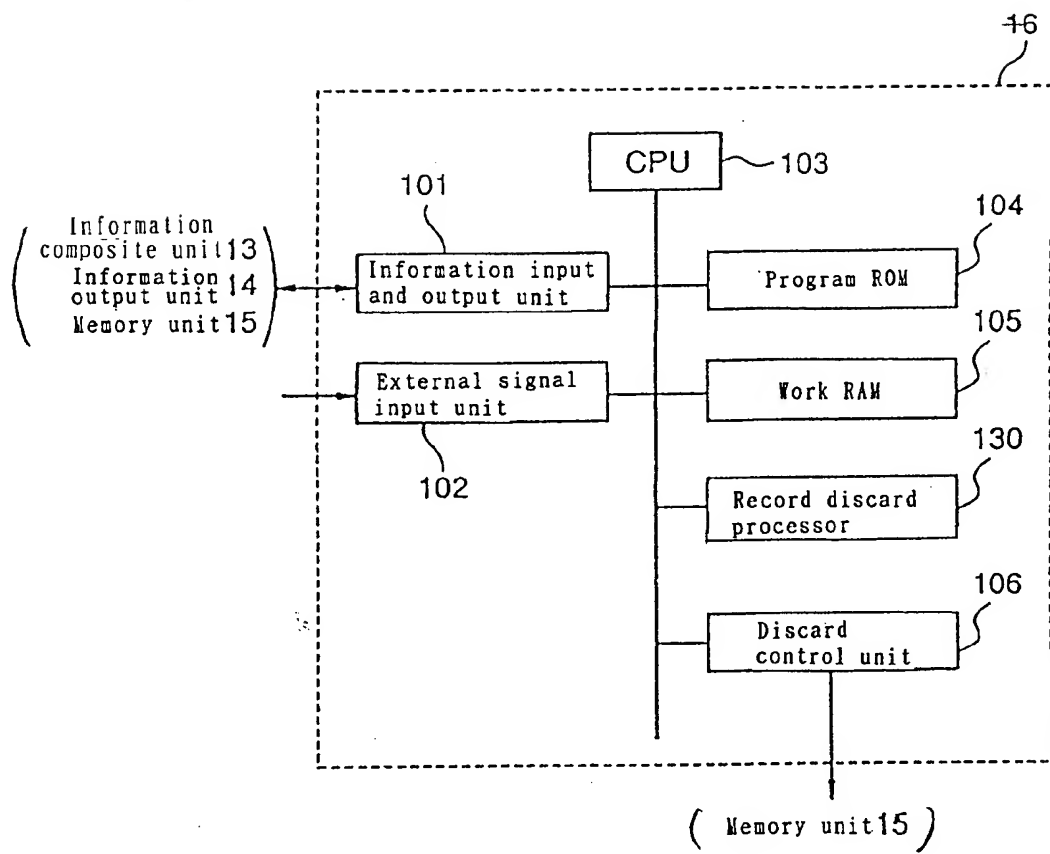 16
CPU
103
101
104
Information
composite unit 13
Information
output unit 14
Memory unit 15
Information input
and output unit
Program ROM
105
External signal
input unit
Work RAM
102
130
Record discard
processor
106
Discard
control unit
( Memory unit 15 )